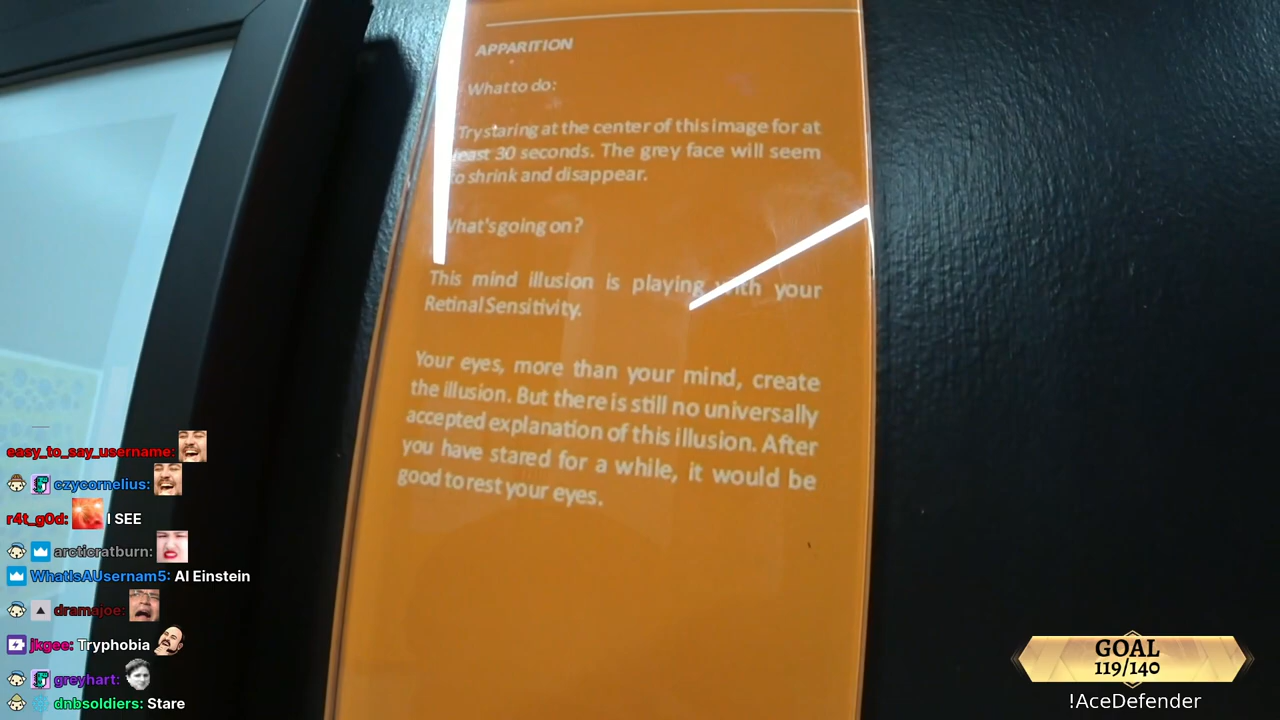 APPARITION
What to do:
Try staring at the center of this image for at
least 30 seconds. The grey face will seem
to shrink and disappear.
What's going on?
This mind illusion is playing with your
Retinal Sensitivity.
Your eyes, more than your mind, create
the illusion. But there is still no universally
accepted explanation of this illusion. After
you have stared for a while, it would be
good to rest your eyes.
easy_to_say_username:
czycornelius:
r4t_g0d: I SEE
arcticratburn:
WhatIsAUsernam5: AI Einstein
dramajoe:
jkgee: Tryphobia
greyhart:
dnbsoldiers: Stare
GOAL
119/140
!AceDefender